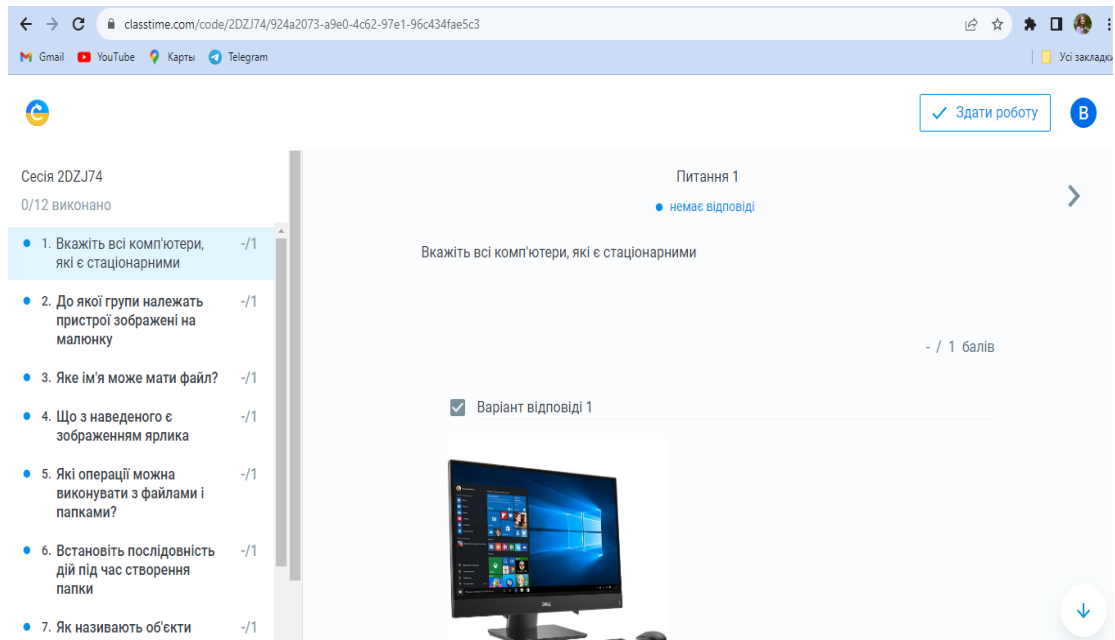 classtime.com/code/2DZJ74/924a2073-a9e0-4c62-97e1-96c434fae5c3
Gmail YouTube Карты Telegram Усі закладки
Здати роботу B
Сесія 2DZJ74
0/12 виконано
1. Вкажіть всі комп'ютери, -/1
які є стаціонарними
2. До якої групи належать -/1
пристрої зображені на
малюнку
3. Яке ім'я може мати файл? -/1
4. Що з наведеного є -/1
зображенням ярлика
5. Які операції можна -/1
виконувати з файлами і
папками?
6. Встановіть послідовність -/1
дій під час створення
папки
7. Як називають об'єкти -/1
Питання 1
немає відповіді
Вкажіть всі комп'ютери, які є стаціонарними
- / 1 балів
Варіант відповіді 1
DELL